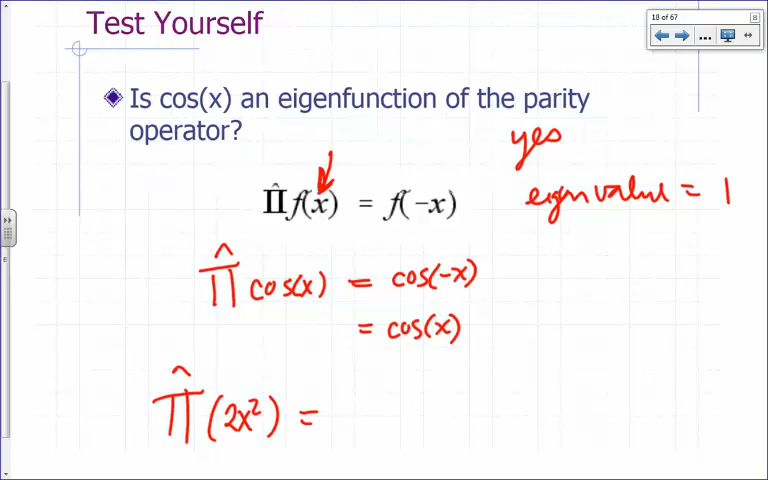 Test Yourself
18 of 67
...
Is cos(x) an eigenfunction of the parity
operator?
yes
Π̂ f(x) = f(−x)
eigenvalue = 1
Π̂ cos(x) = cos(−x)
= cos(x)
Π̂ (2x²) =